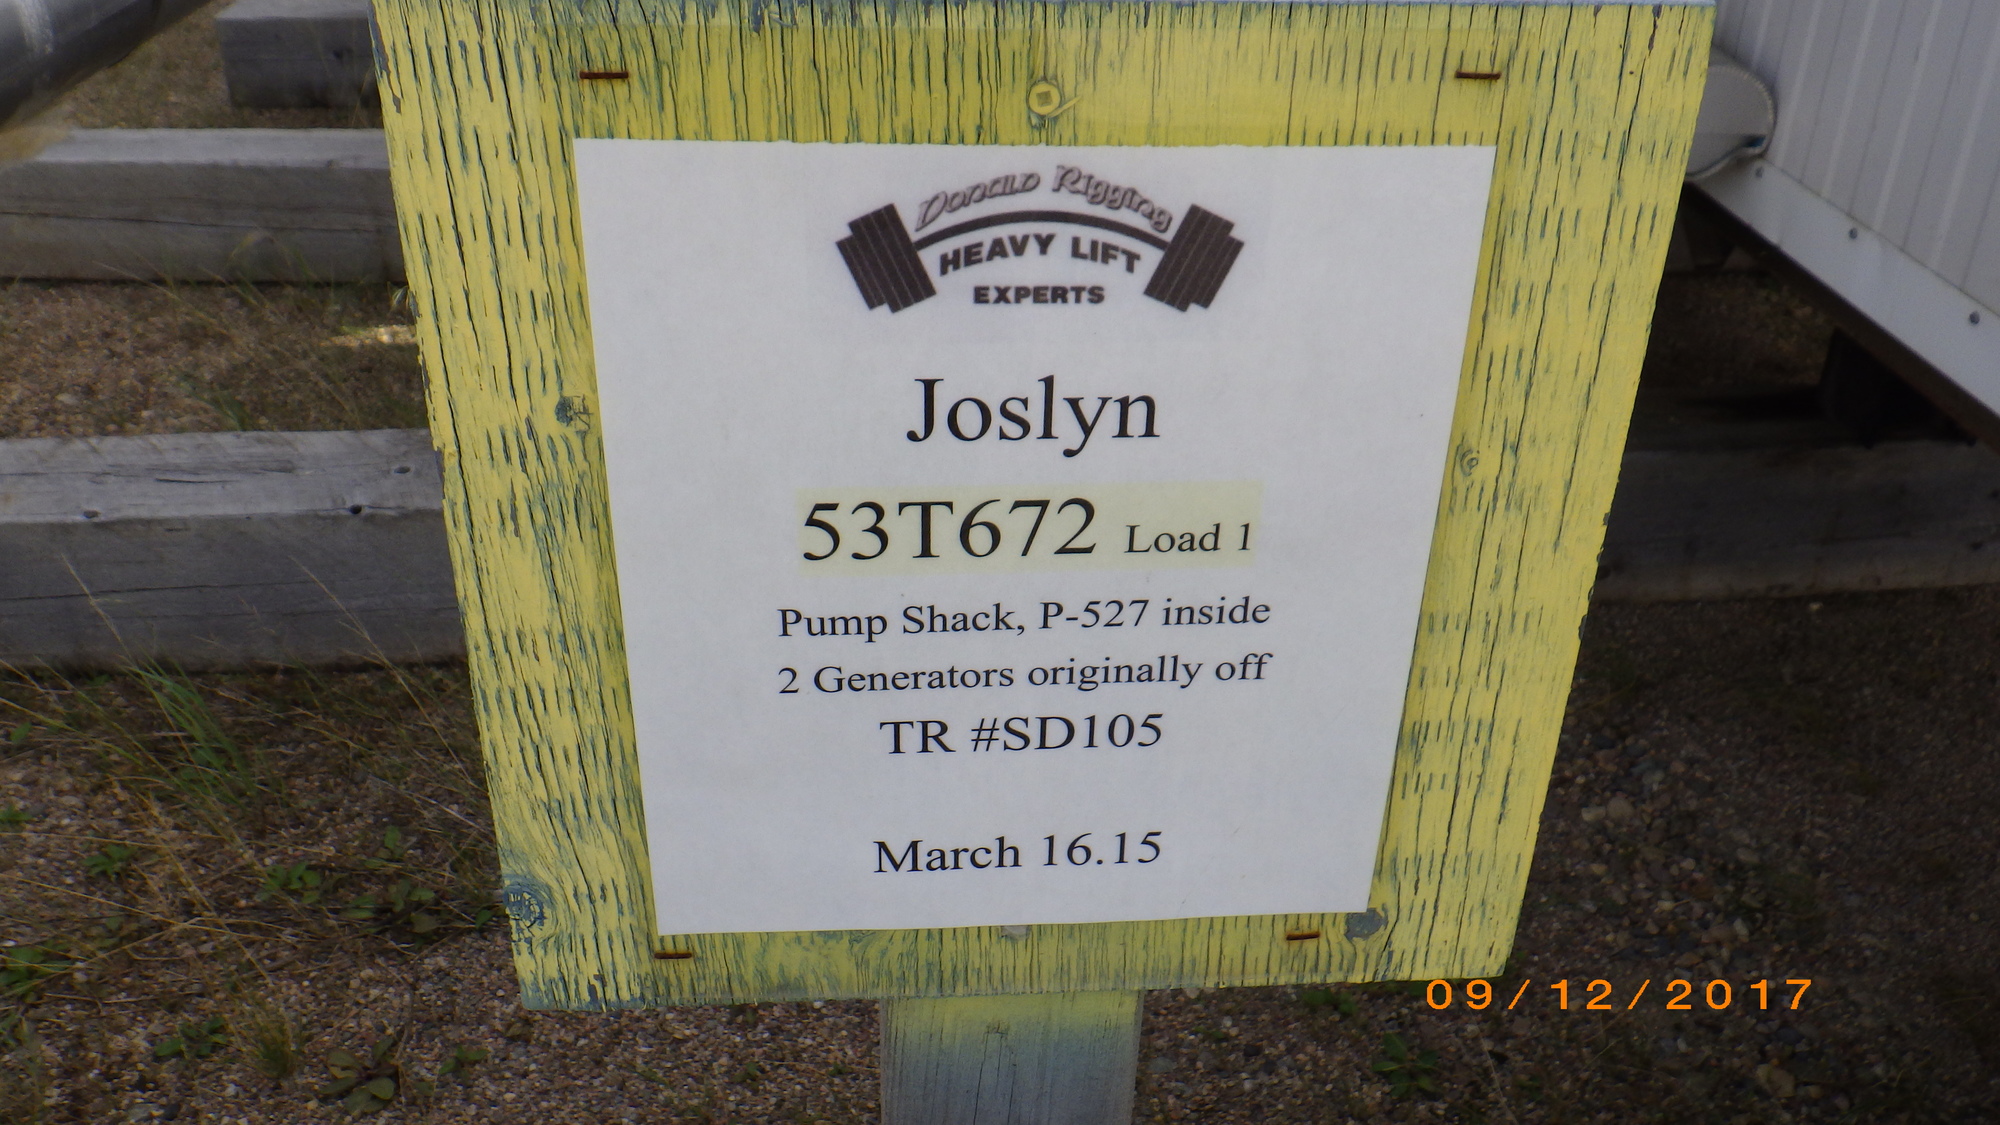 Donald Rigging
HEAVY LIFT
EXPERTS
Joslyn
53T672 Load 1
Pump Shack, P-527 inside
2 Generators originally off
TR #SD105
March 16.15
09/12/2017